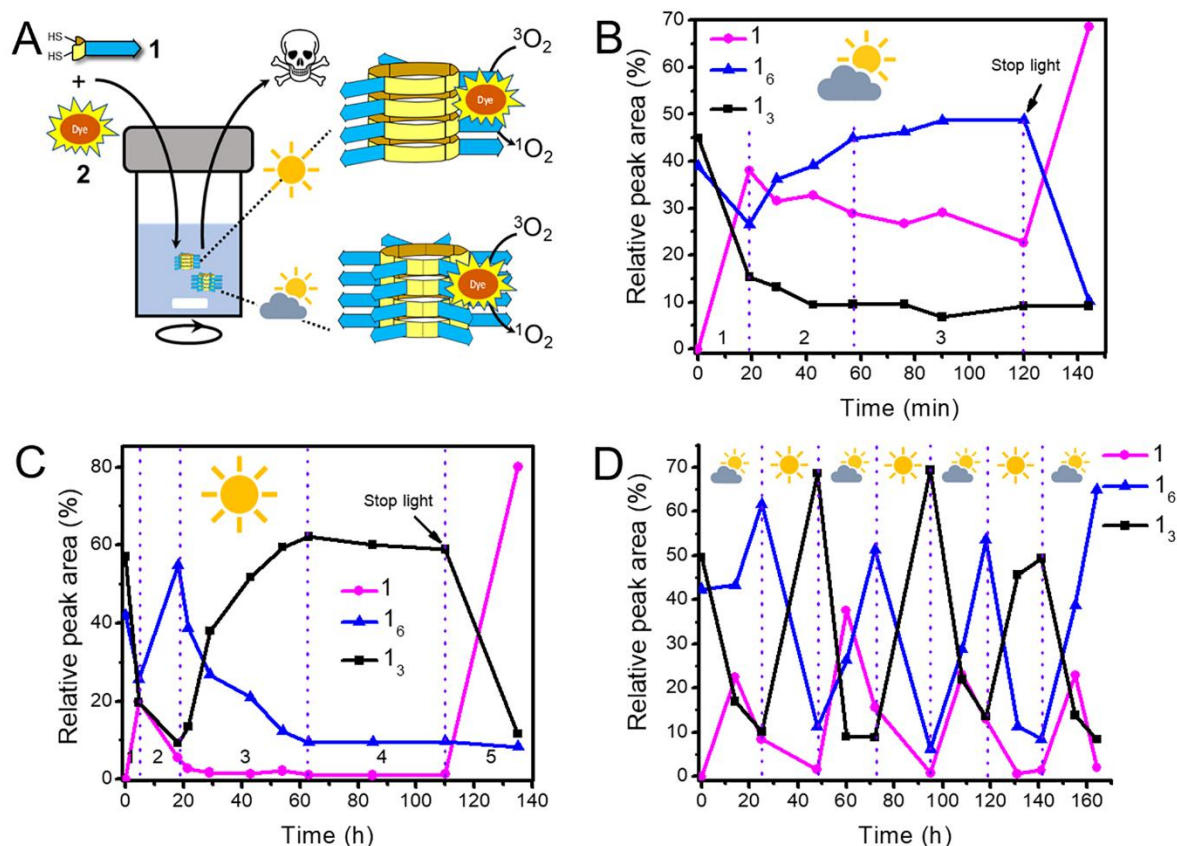 A
HS
HS
1
+
Dye
2
³O₂
Dye
¹O₂
³O₂
Dye
¹O₂
B
Relative peak area (%)
70
60
50
40
30
20
10
0
1
1₆
1₃
Stop light
1 2 3
0 20 40 60 80 100 120 140
Time (min)
C
Relative peak area (%)
80
60
40
20
0
Stop light
1
1₆
1₃
1 2 3 4 5
0 20 40 60 80 100 120 140
Time (h)
D
Relative peak area (%)
70
60
50
40
30
20
10
0
1
1₆
1₃
0 20 40 60 80 100 120 140 160
Time (h)